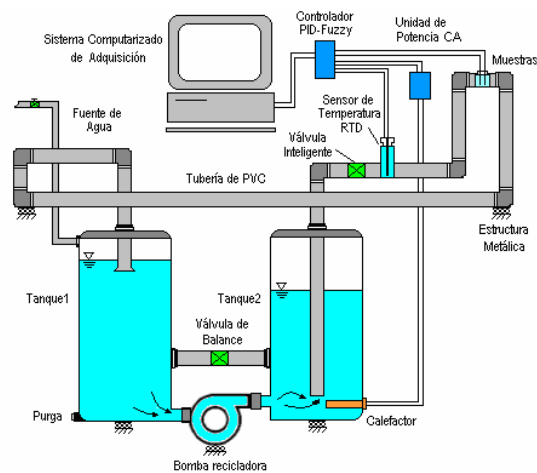 Controlador
PID-Fuzzy
Unidad de
Potencia CA
Sistema Computarizado
de Adquisición
Muestras
Fuente de
Agua
Sensor de
Temperatura
RTD
Válvula
Inteligente
Tubería de PVC
Estructura
Metálica
Tanque1
Tanque2
Válvula de
Balance
Purga
Calefactor
Bomba recicladora